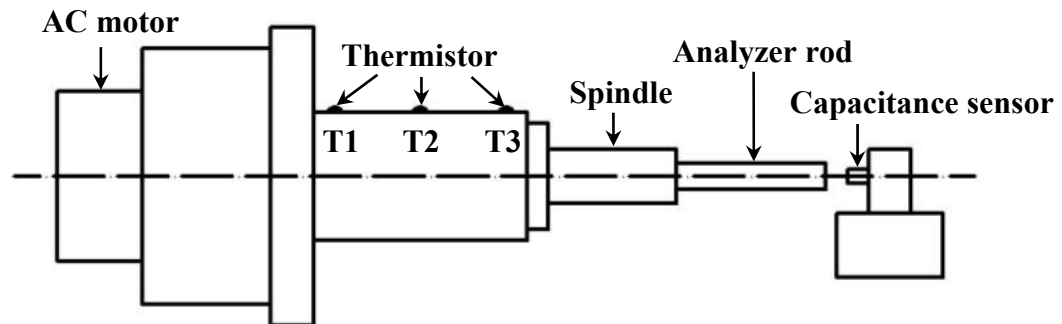 AC motor
Thermistor
Analyzer rod
Spindle
Capacitance sensor
T1 T2 T3